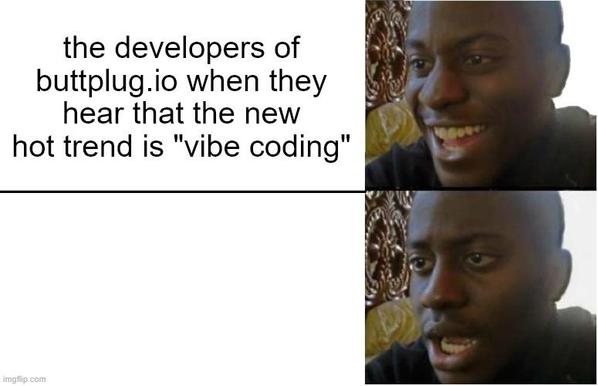 the developers of
buttplug.io when they
hear that the new
hot trend is "vibe coding"
imgflip.com